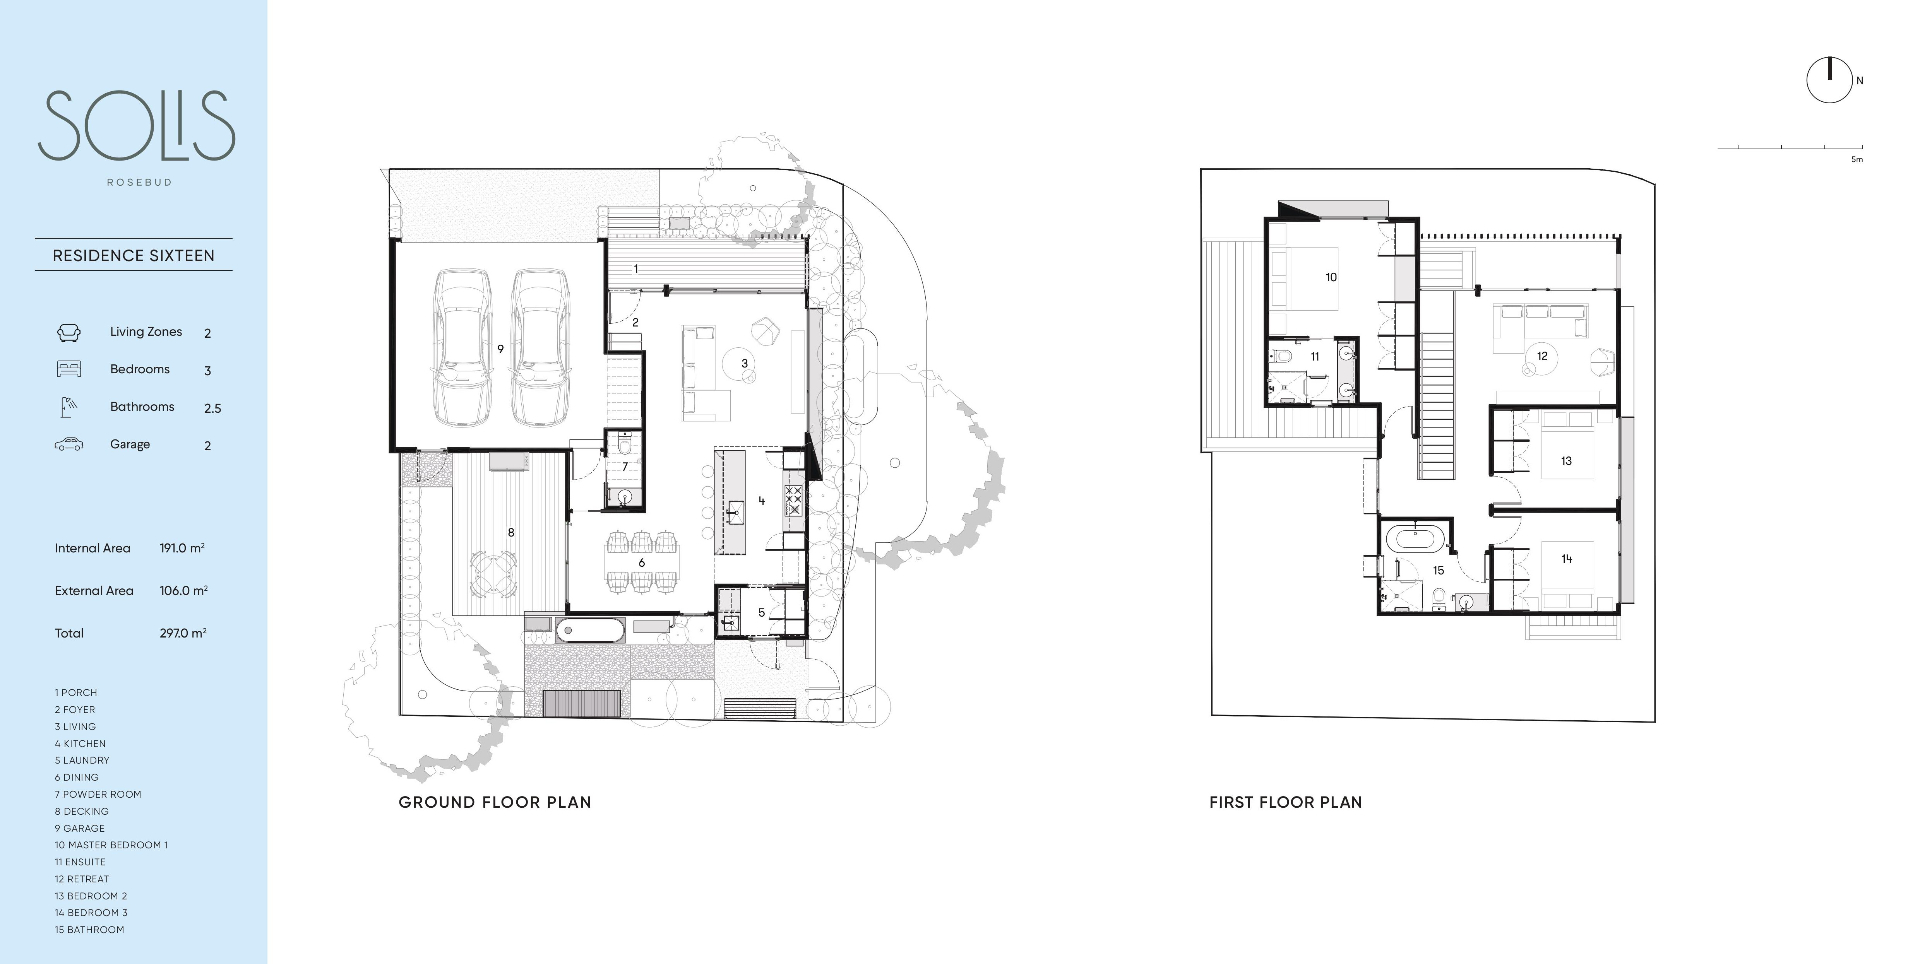 SOLIS
ROSEBUD
RESIDENCE SIXTEEN
Living Zones 2
Bedrooms 3
Bathrooms 2.5
Garage 2
Internal Area 191.0 m²
External Area 106.0 m²
Total 297.0 m²
1 PORCH
2 FOYER
3 LIVING
4 KITCHEN
5 LAUNDRY
6 DINING
7 POWDER ROOM
8 DECKING
9 GARAGE
10 MASTER BEDROOM 1
11 ENSUITE
12 RETREAT
13 BEDROOM 2
14 BEDROOM 3
15 BATHROOM
1
2
9
3
7
4
8
6
5
GROUND FLOOR PLAN
10
11
12
13
14
15
FIRST FLOOR PLAN
N
5m